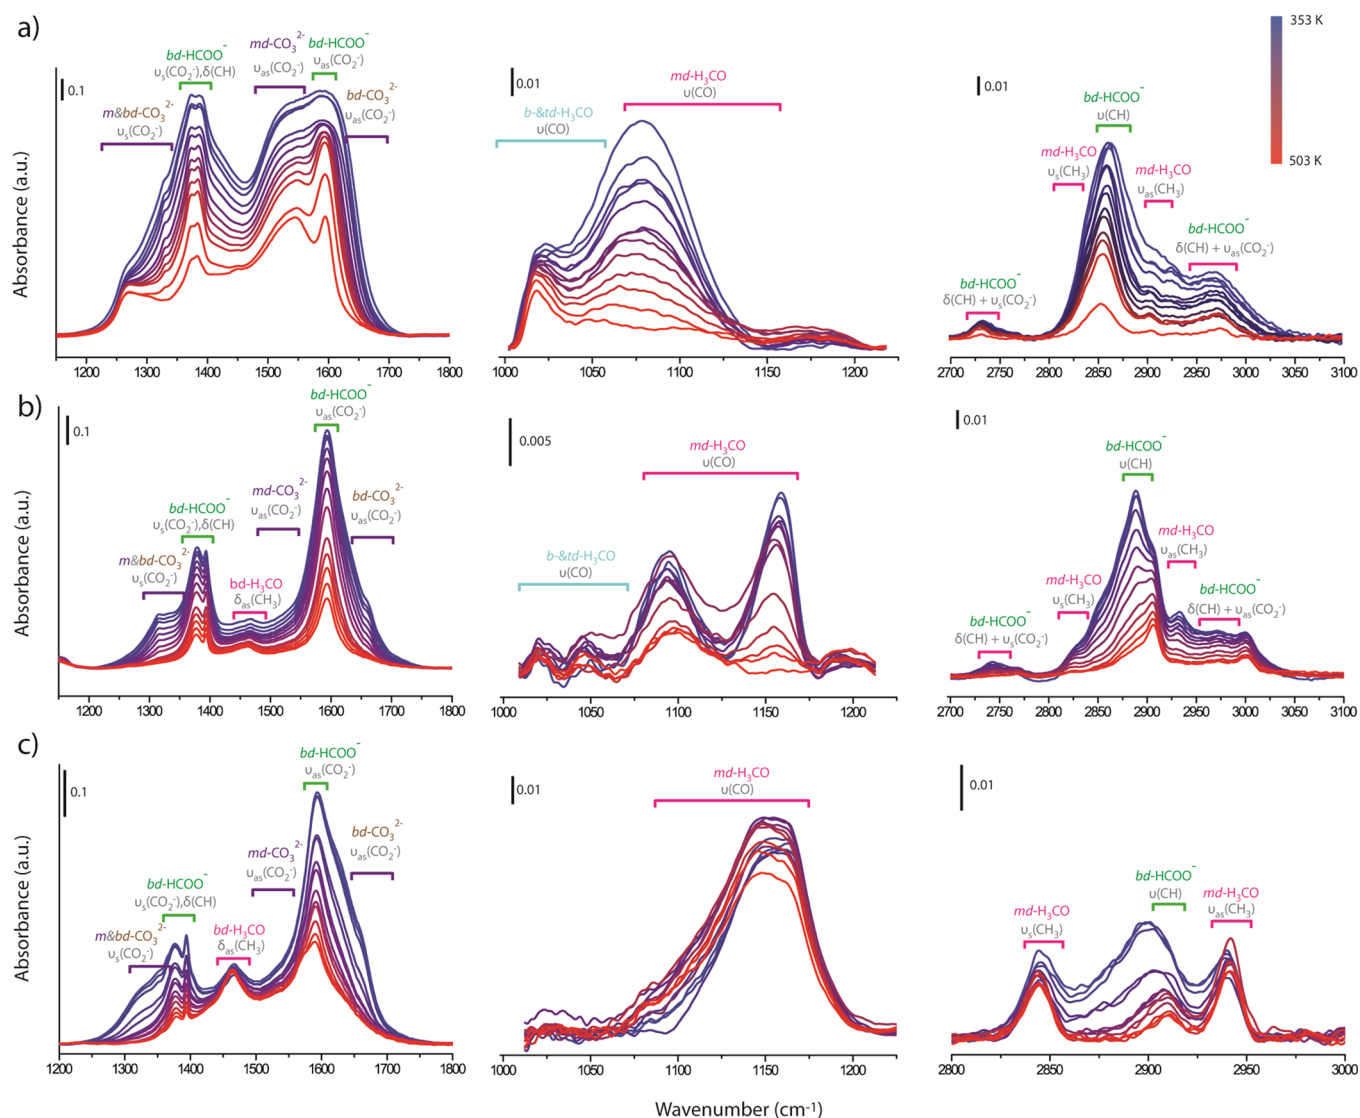 a)
Absorbance (a.u.)
0.1
m&bd-CO₃²⁻
υₛ(CO₂⁻)
bd-HCOO⁻
υₛ(CO₂⁻),δ(CH)
md-CO₃²⁻
υₐₛ(CO₂⁻)
bd-HCOO⁻
υₐₛ(CO₂⁻)
bd-CO₃²⁻
υₐₛ(CO₂⁻)
1200 1300 1400 1500 1600 1700 1800
0.01
b-&td-H₃CO
υ(CO)
md-H₃CO
υ(CO)
1000 1050 1100 1150 1200
0.01
bd-HCOO⁻
δ(CH) + υₛ(CO₂⁻)
md-H₃CO
υₛ(CH₃)
bd-HCOO⁻
υ(CH)
md-H₃CO
υₐₛ(CH₃)
bd-HCOO⁻
δ(CH) + υₐₛ(CO₂⁻)
2700 2750 2800 2850 2900 2950 3000 3050 3100
353 K
503 K
b)
Absorbance (a.u.)
0.1
m&bd-CO₃²⁻
υₛ(CO₂⁻)
bd-HCOO⁻
υₛ(CO₂⁻),δ(CH)
bd-H₃CO
δₐₛ(CH₃)
md-CO₃²⁻
υₐₛ(CO₂⁻)
bd-HCOO⁻
υₐₛ(CO₂⁻)
bd-CO₃²⁻
υₐₛ(CO₂⁻)
1200 1300 1400 1500 1600 1700 1800
0.005
b-&td-H₃CO
υ(CO)
md-H₃CO
υ(CO)
1000 1050 1100 1150 1200
0.01
bd-HCOO⁻
δ(CH) + υₛ(CO₂⁻)
md-H₃CO
υₛ(CH₃)
bd-HCOO⁻
υ(CH)
md-H₃CO
υₐₛ(CH₃)
bd-HCOO⁻
δ(CH) + υₐₛ(CO₂⁻)
2700 2750 2800 2850 2900 2950 3000 3050 3100
c)
Absorbance (a.u.)
0.1
m&bd-CO₃²⁻
υₛ(CO₂⁻)
bd-HCOO⁻
υₛ(CO₂⁻),δ(CH)
bd-H₃CO
δₐₛ(CH₃)
md-CO₃²⁻
υₐₛ(CO₂⁻)
bd-HCOO⁻
υₐₛ(CO₂⁻)
bd-CO₃²⁻
υₐₛ(CO₂⁻)
1200 1300 1400 1500 1600 1700 1800
0.01
md-H₃CO
υ(CO)
1000 1050 1100 1150 1200
0.01
md-H₃CO
υₛ(CH₃)
bd-HCOO⁻
υ(CH)
md-H₃CO
υₐₛ(CH₃)
2800 2850 2900 2950 3000
Wavenumber (cm⁻¹)